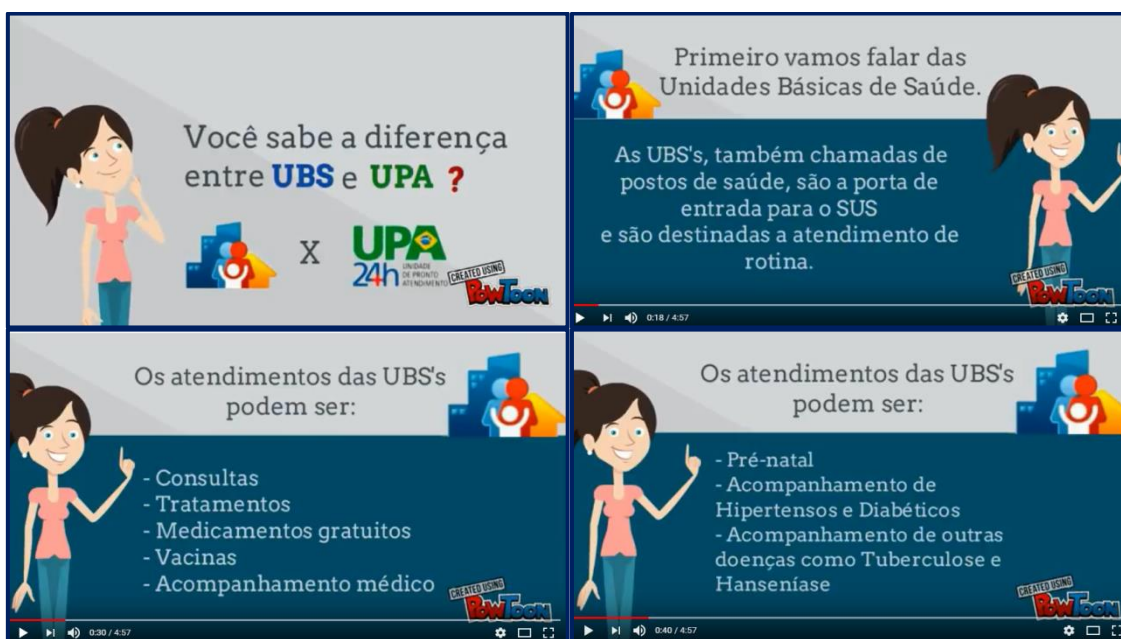 Você sabe a diferença
entre UBS e UPA ?
X
UPA
24h
UNIDADE
DE PRONTO
ATENDIMENTO
CREATED USING
PowToon
Primeiro vamos falar das
Unidades Básicas de Saúde.
As UBS's, também chamadas de
postos de saúde, são a porta de
entrada para o SUS
e são destinadas a atendimento de
rotina.
CREATED USING
PowToon
0:18 / 4:57
Os atendimentos das UBS's
podem ser:
- Consultas
- Tratamentos
- Medicamentos gratuitos
- Vacinas
- Acompanhamento médico
CREATED USING
PowToon
0:30 / 4:57
Os atendimentos das UBS's
podem ser:
- Pré-natal
- Acompanhamento de
Hipertensos e Diabéticos
- Acompanhamento de outras
doenças como Tuberculose e
Hanseníase
CREATED USING
PowToon
0:40 / 4:57